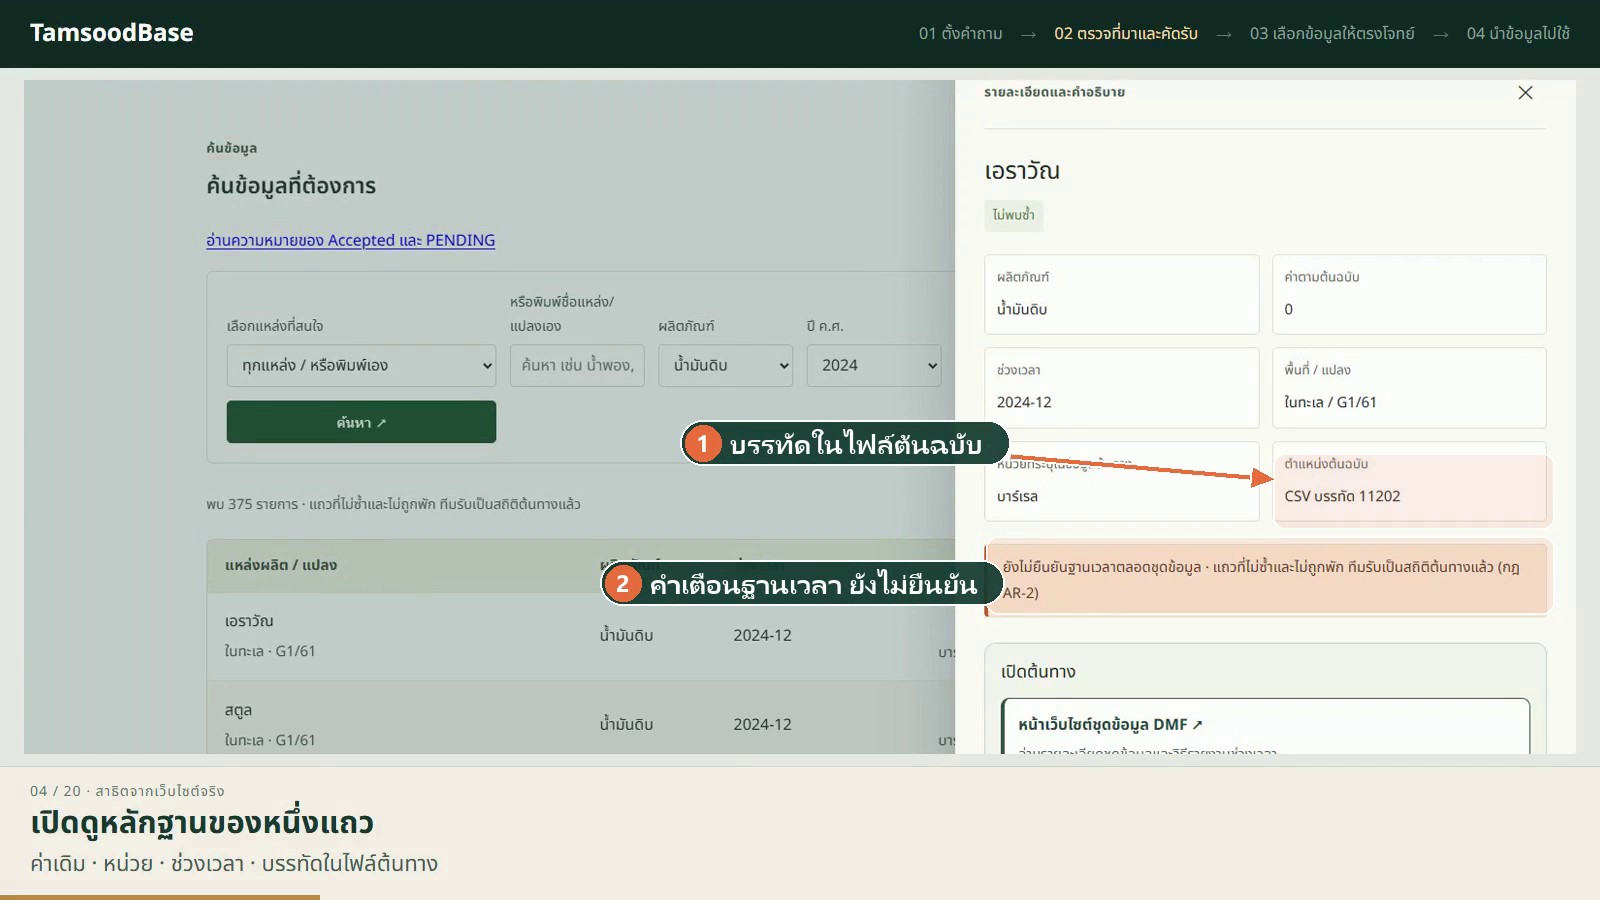 TamsoodBase
01 ตั้งคำถาม → 02 ตรวจที่มาและคัดรับ → 03 เลือกข้อมูลให้ตรงโจทย์ → 04 นำข้อมูลไปใช้
ค้นข้อมูล
ค้นข้อมูลที่ต้องการ
อ่านความหมายของ Accepted และ PENDING
เลือกแหล่งที่สนใจ
ทุกแหล่ง / หรือพิมพ์เอง
หรือพิมพ์ชื่อแหล่ง/
แปลงเอง
ค้นหา เช่น น้ำพอง,
ผลิตภัณฑ์
น้ำมันดิบ
ปี ค.ศ.
2024
ค้นหา ↗
พบ 375 รายการ · แถวที่ไม่ซ้ำและไม่ถูกพัก ทีมรับเป็นสถิติต้นทางแล้ว
แหล่งผลิต / แปลง
เอราวัณ
ในทะเล · G1/61
น้ำมันดิบ
2024-12
สตูล
ในทะเล · G1/61
น้ำมันดิบ
2024-12
1 บรรทัดในไฟล์ต้นฉบับ
2 คำเตือนฐานเวลา ยังไม่ยืนยัน
รายละเอียดและคำอธิบาย
เอราวัณ
ไม่พบซ้ำ
ผลิตภัณฑ์
น้ำมันดิบ
ค่าตามต้นฉบับ
0
ช่วงเวลา
2024-12
พื้นที่ / แปลง
ในทะเล / G1/61
บาร์เรล
ตำแหน่งต้นฉบับ
CSV บรรทัด 11202
ยังไม่ยืนยันฐานเวลาตลอดชุดข้อมูล · แถวที่ไม่ซ้ำและไม่ถูกพัก ทีมรับเป็นสถิติต้นทางแล้ว (กฎ
AR-2)
เปิดต้นทาง
หน้าเว็บไซต์ชุดข้อมูล DMF ↗
04 / 20 · สาธิตจากเว็บไซต์จริง
เปิดดูหลักฐานของหนึ่งแถว
ค่าเดิม · หน่วย · ช่วงเวลา · บรรทัดในไฟล์ต้นทาง